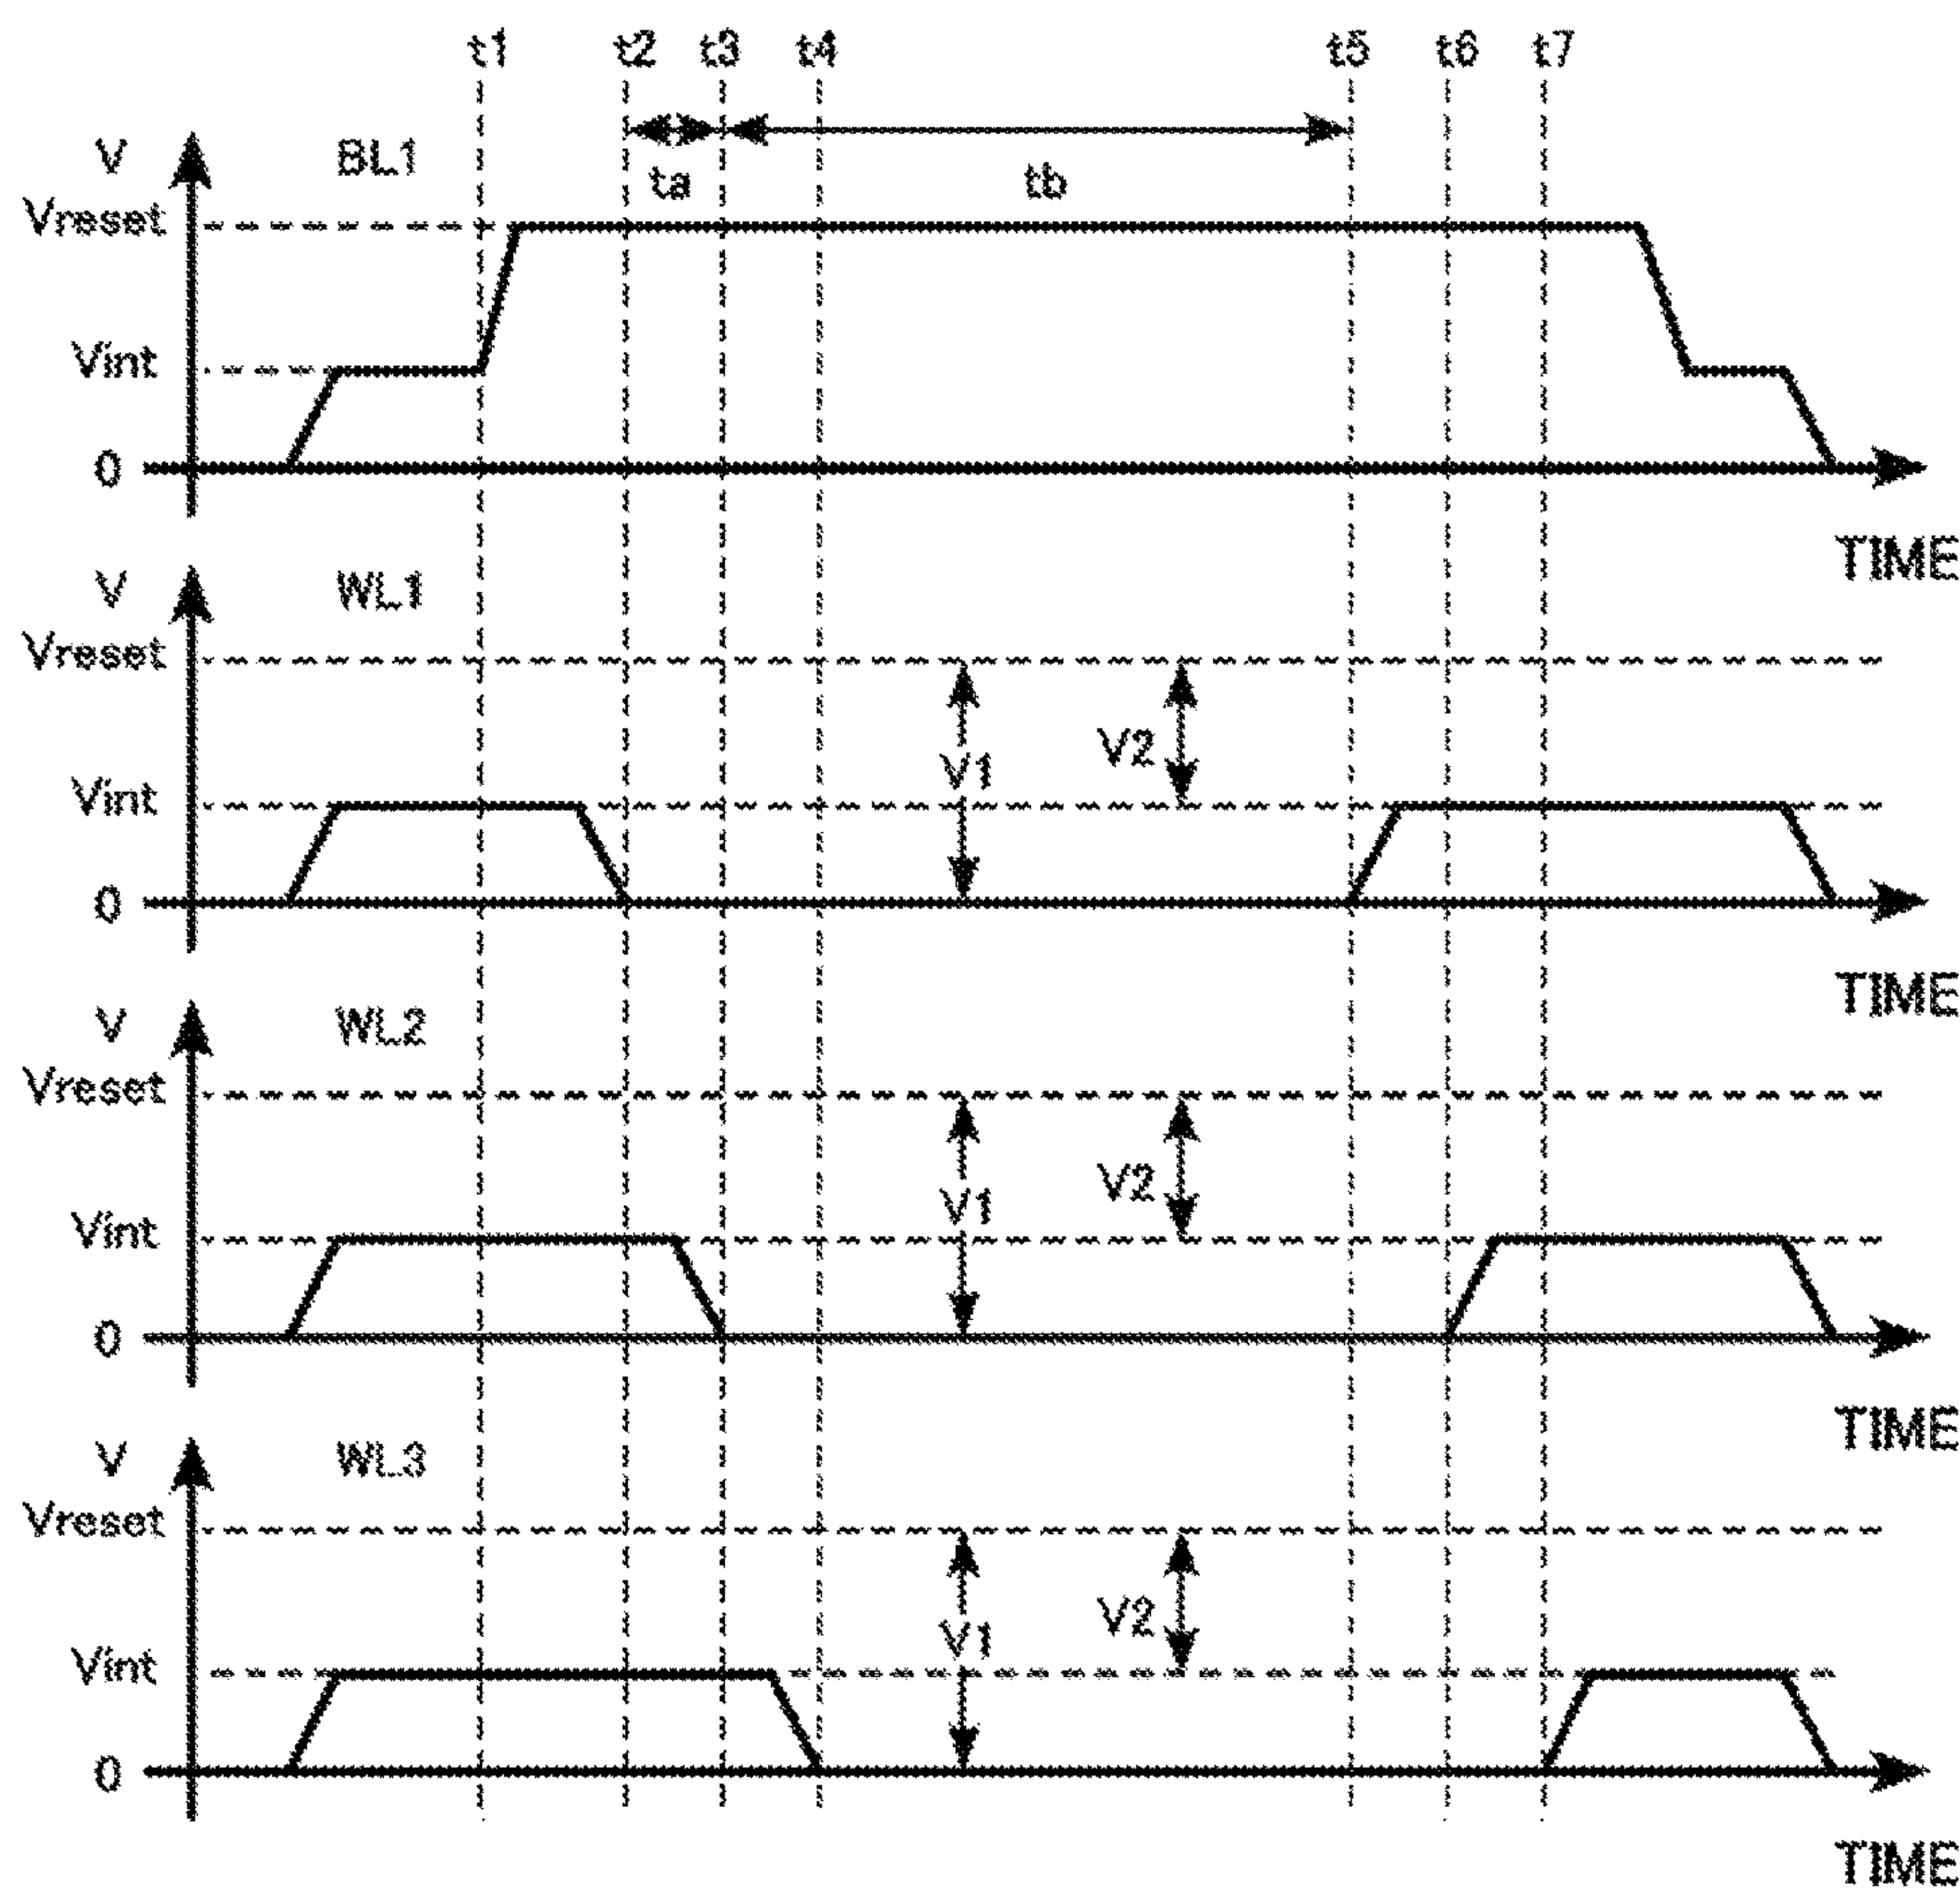 t1 t2 t3 t4 t5 t6 t7
V BL1
ta tb
Vreset
Vint
0
TIME
V WL1
Vreset
V2
V1
Vint
0
TIME
V WL2
Vreset
V2
V1
Vint
0
TIME
V WL3
Vreset
V2
V1
Vint
0
TIME